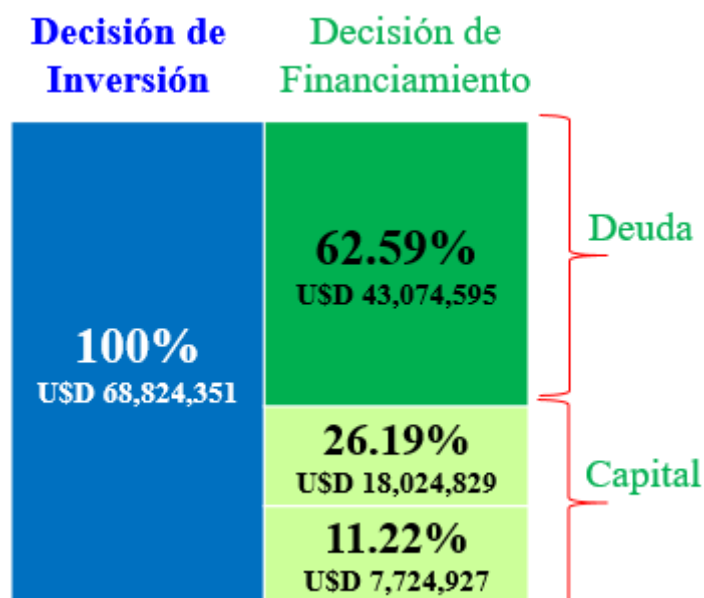 Decisión de
Inversión
Decisión de
Financiamiento
100%
U$D 68,824,351
62.59%
U$D 43,074,595
Deuda
26.19%
U$D 18,024,829
11.22%
U$D 7,724,927
Capital